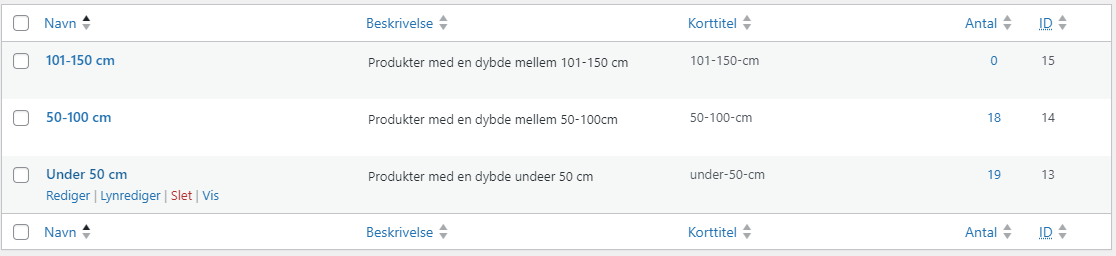 Navn Beskrivelse Korttitel Antal ID
101-150 cm Produkter med en dybde mellem 101-150 cm 101-150-cm 0 15
50-100 cm Produkter med en dybde mellem 50-100cm 50-100-cm 18 14
Under 50 cm Produkter med en dybde undeer 50 cm under-50-cm 19 13
Rediger | Lynrediger | Slet | Vis
Navn Beskrivelse Korttitel Antal ID